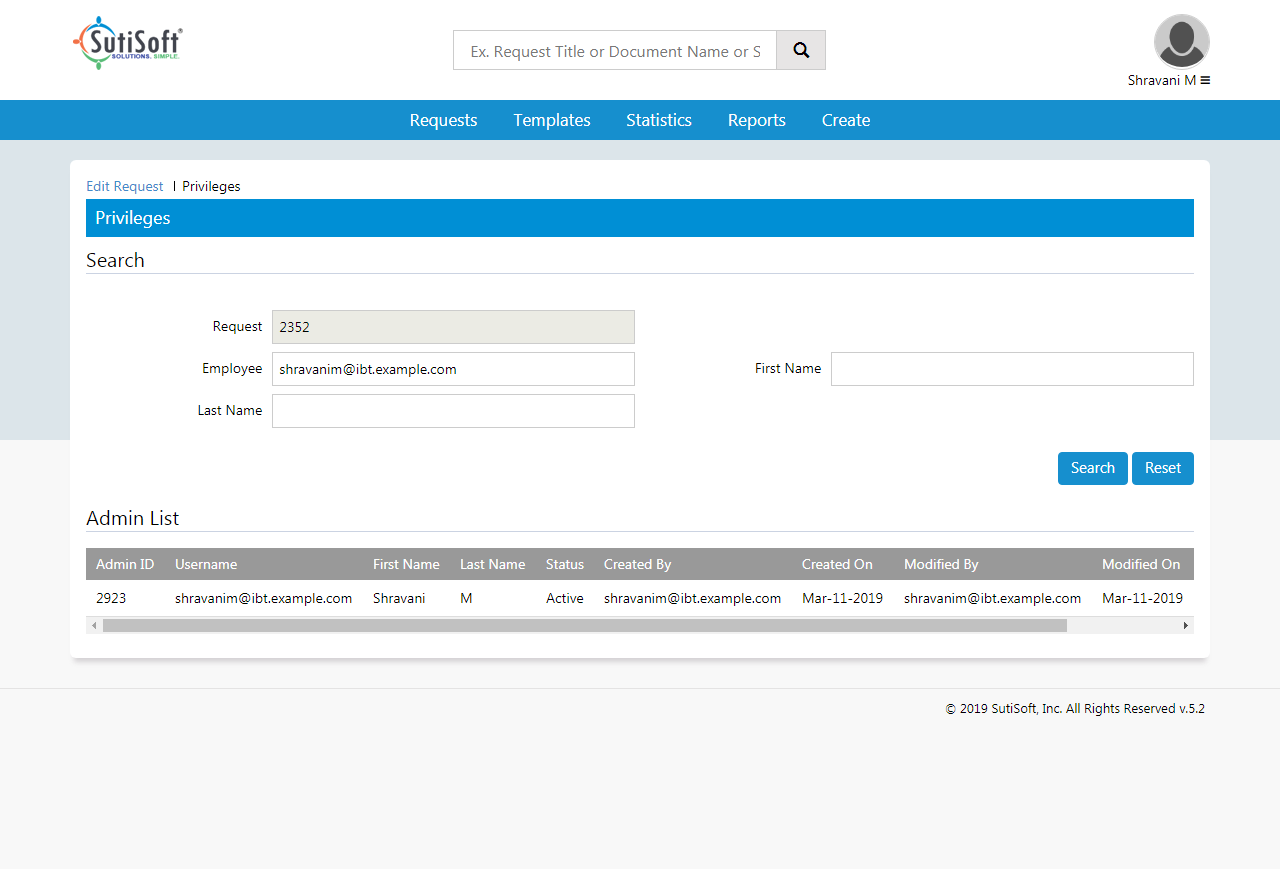 SutiSoft®
SOLUTIONS. SIMPLE.
Ex. Request Title or Document Name or S
Shravani M
Requests Templates Statistics Reports Create
Edit Request | Privileges
Privileges
Search
Request 2352
Employee shravanim@ibt.example.com First Name
Last Name
Search Reset
Admin List
Admin ID Username First Name Last Name Status Created By Created On Modified By Modified On
2923 shravanim@ibt.example.com Shravani M Active shravanim@ibt.example.com Mar-11-2019 shravanim@ibt.example.com Mar-11-2019
© 2019 SutiSoft, Inc. All Rights Reserved v.5.2